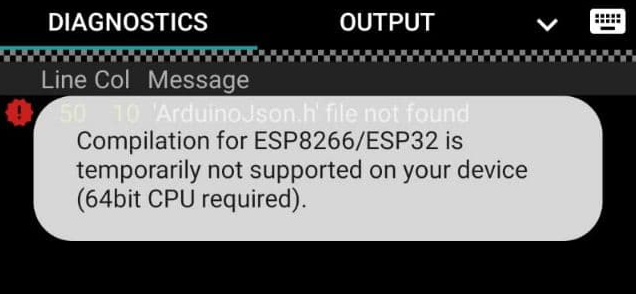 DIAGNOSTICS OUTPUT
Line Col Message
50 10 'ArduinoJson.h' file not found
Compilation for ESP8266/ESP32 is
temporarily not supported on your device
(64bit CPU required).